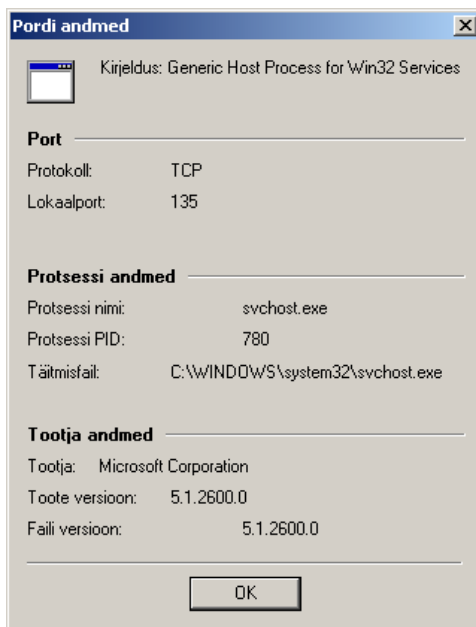 Pordi andmed
Kirjeldus: Generic Host Process for Win32 Services
Port
Protokoll: TCP
Lokaalport: 135
Protsessi andmed
Protsessi nimi: svchost.exe
Protsessi PID: 780
Täitmisfail: C:\WINDOWS\system32\svchost.exe
Tootja andmed
Tootja: Microsoft Corporation
Toote versioon: 5.1.2600.0
Faili versioon: 5.1.2600.0
OK